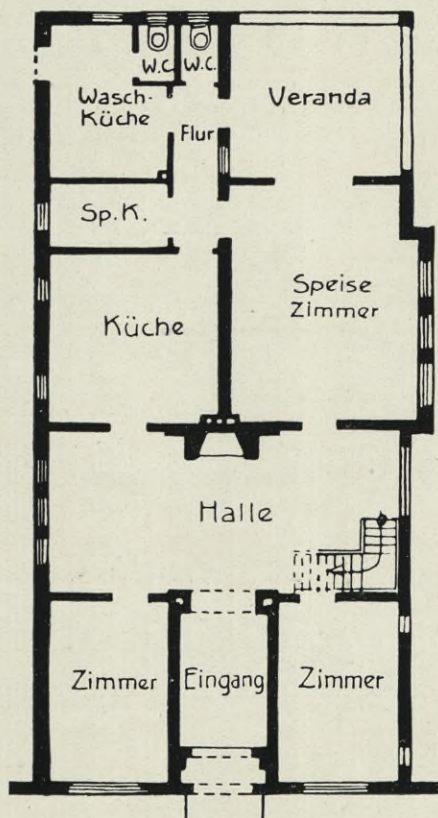 W.C.
W.C.
Wasch-
Küche
Flur
Veranda
Sp.K.
Speise
Zimmer
Küche
Halle
Zimmer
Eingang
Zimmer